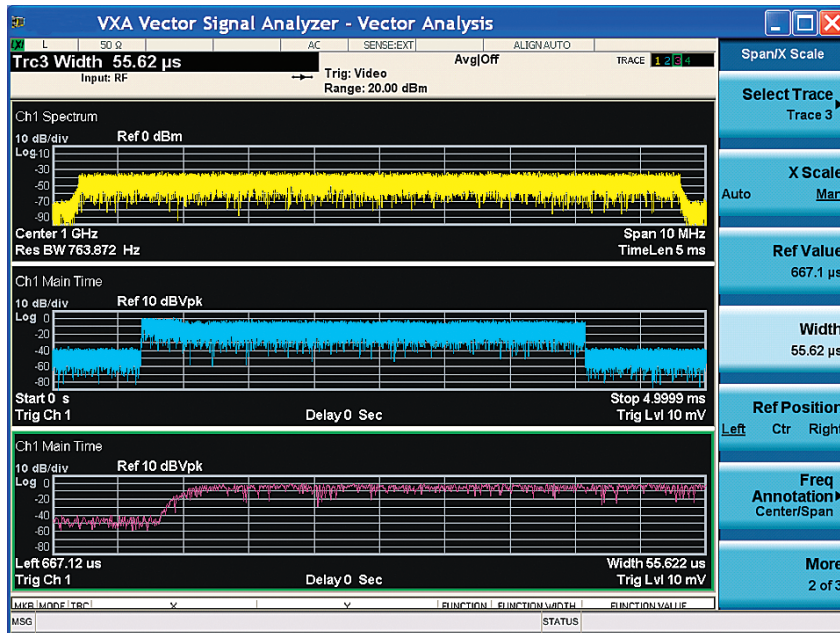 VXA Vector Signal Analyzer - Vector Analysis
LXI L 50 Ω AC SENSE:EXT ALIGN AUTO
Trc3 Width 55.62 µs
Input: RF
Trig: Video
Range: 20.00 dBm
Avg|Off
TRACE 1 2 3 4
Ch1 Spectrum
10 dB/div Ref 0 dBm
Log
-10
-30
-50
-70
-90
Center 1 GHz Span 10 MHz
Res BW 763.872 Hz TimeLen 5 ms
Ch1 Main Time
10 dB/div Ref 10 dBVpk
Log
0
-20
-40
-60
-80
Start 0 s Stop 4.9999 ms
Trig Ch 1 Delay 0 Sec Trig Lvl 10 mV
Ch1 Main Time
10 dB/div Ref 10 dBVpk
Log
0
-20
-40
-60
-80
Left 667.12 us Width 55.622 us
Trig Ch 1 Delay 0 Sec Trig Lvl 10 mV
MKR MODE TRC X Y FUNCTION FUNCTION WIDTH FUNCTION VALUE
MSG STATUS
Span/X Scale
Select Trace
Trace 3
X Scale
Auto Man
Ref Value
667.1 µs
Width
55.62 µs
Ref Position
Left Ctr Right
Freq
Annotation
Center/Span
More
2 of 3